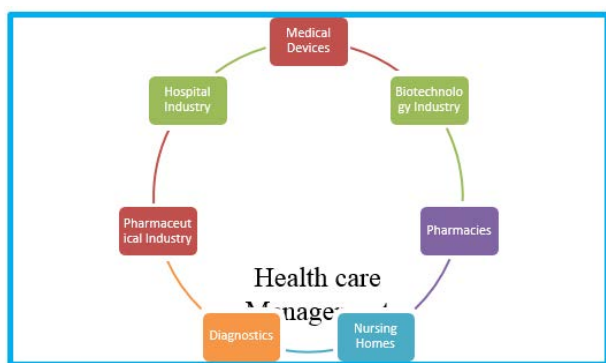 Medical
Devices
Hospital
Industry
Biotechnolo
gy Industry
Pharmaceut
ical Industry
Pharmacies
Health care
Diagnostics
Nursing
Homes